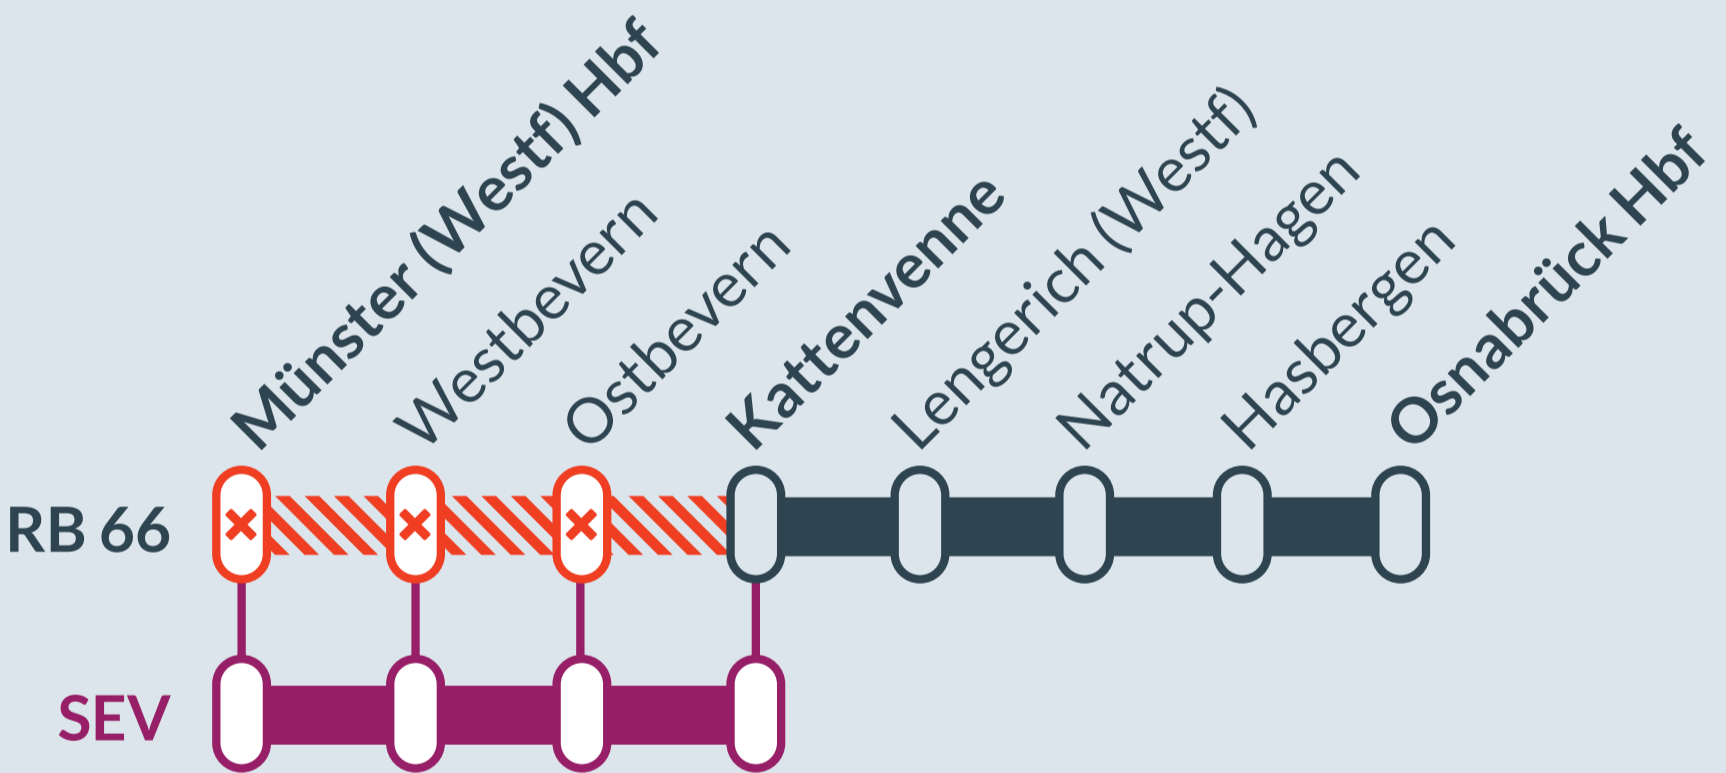 Münster (Westf) Hbf
Westbevern
Ostbevern
Kattenvenne
Lengerich (Westf)
Natrup-Hagen
Hasbergen
Osnabrück Hbf
RB 66
SEV